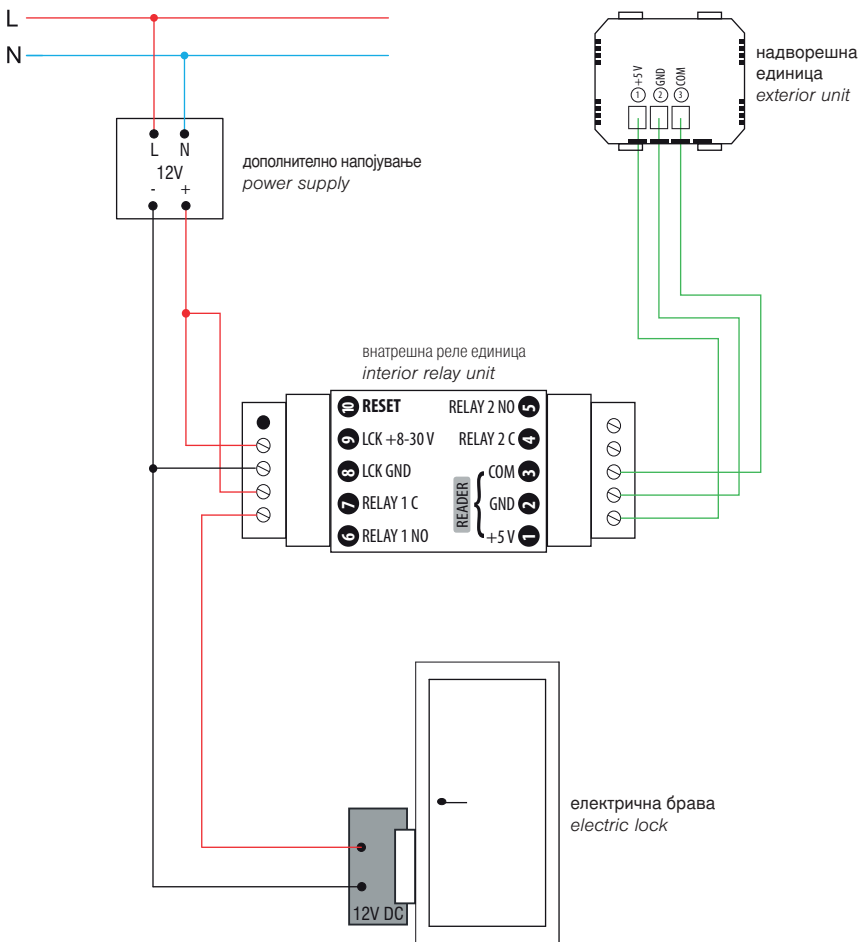 L
N
L N
12V
- +
дополнително напојување
power supply
+5 V
GND
COM
1 2 3
надворешна
единица
exterior unit
внатрешна реле единица
interior relay unit
10 RESET
9 LCK +8-30 V
8 LCK GND
7 RELAY 1 C
6 RELAY 1 NO
RELAY 2 NO 5
RELAY 2 C 4
READER
COM 3
GND 2
+5 V 1
електрична брава
electric lock
12V DC